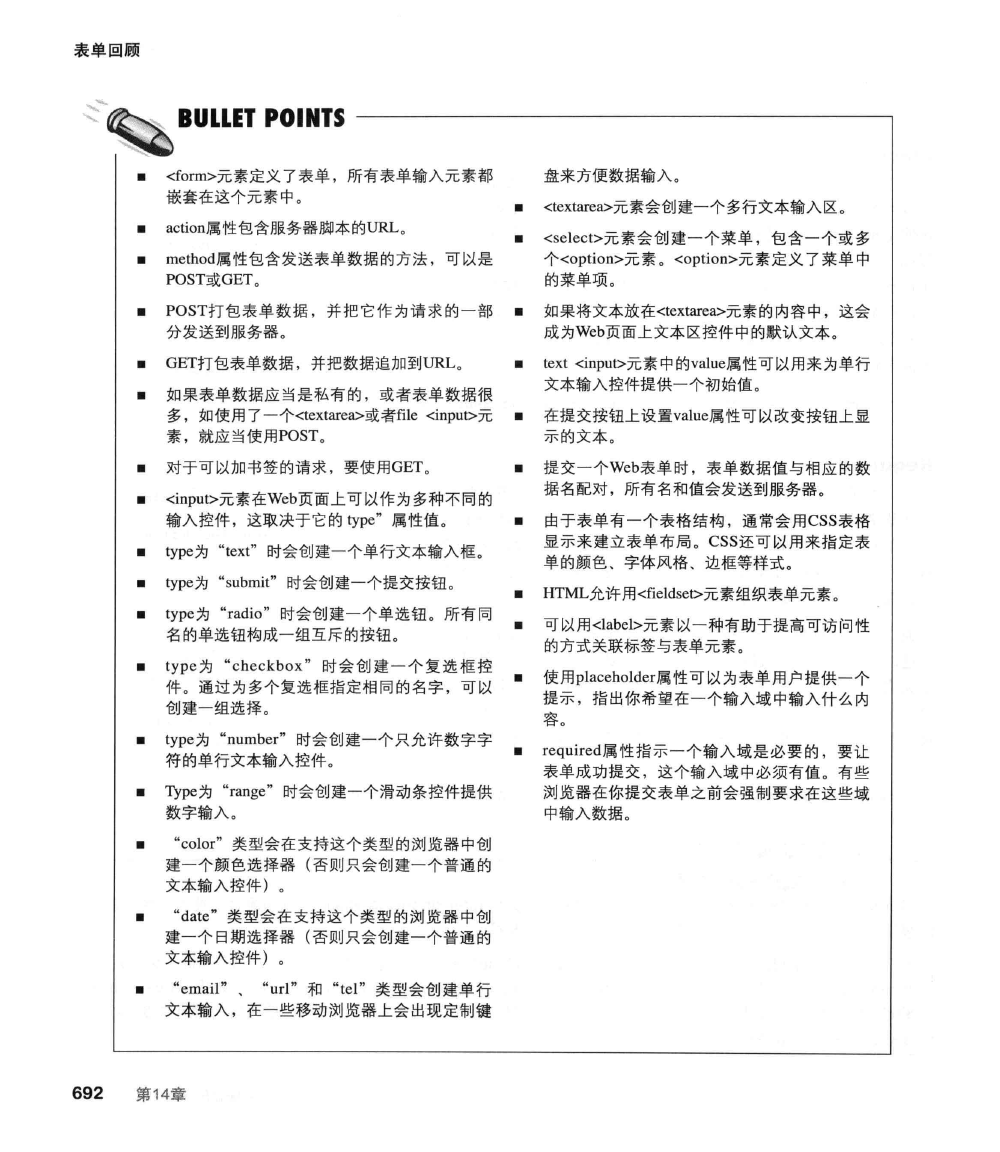 表单回顾
BULLET POINTS
■ <form>元素定义了表单，所有表单输入元素都
嵌套在这个元素中。
■ action属性包含服务器脚本的URL。
■ method属性包含发送表单数据的方法，可以是
POST或GET。
■ POST打包表单数据，并把它作为请求的一部
分发送到服务器。
■ GET打包表单数据，并把数据追加到URL。
■ 如果表单数据应当是私有的，或者表单数据很
多，如使用了一个<textarea>或者file <input>元
素，就应当使用POST。
■ 对于可以加书签的请求，要使用GET。
■ <input>元素在Web页面上可以作为多种不同的
输入控件，这取决于它的 type”属性值。
■ type为“text”时会创建一个单行文本输入框。
■ type为“submit”时会创建一个提交按钮。
■ type为“radio”时会创建一个单选钮。所有同
名的单选钮构成一组互斥的按钮。
■ type为“checkbox”时会创建一个复选框控
件。通过为多个复选框指定相同的名字，可以
创建一组选择。
■ type为“number”时会创建一个只允许数字字
符的单行文本输入控件。
■ Type为“range”时会创建一个滑动条控件提供
数字输入。
■ “color”类型会在支持这个类型的浏览器中创
建一个颜色选择器（否则只会创建一个普通的
文本输入控件）。
■ “date”类型会在支持这个类型的浏览器中创
建一个日期选择器（否则只会创建一个普通的
文本输入控件）。
■ “email”、“url”和“tel”类型会创建单行
文本输入，在一些移动浏览器上会出现定制键
盘来方便数据输入。
■ <textarea>元素会创建一个多行文本输入区。
■ <select>元素会创建一个菜单，包含一个或多
个<option>元素。<option>元素定义了菜单中
的菜单项。
■ 如果将文本放在<textarea>元素的内容中，这会
成为Web页面上文本区控件中的默认文本。
■ text <input>元素中的value属性可以用来为单行
文本输入控件提供一个初始值。
■ 在提交按钮上设置value属性可以改变按钮上显
示的文本。
■ 提交一个Web表单时，表单数据值与相应的数
据名配对，所有名和值会发送到服务器。
■ 由于表单有一个表格结构，通常会用CSS表格
显示来建立表单布局。CSS还可以用来指定表
单的颜色、字体风格、边框等样式。
■ HTML允许用<fieldset>元素组织表单元素。
■ 可以用<label>元素以一种有助于提高可访问性
的方式关联标签与表单元素。
■ 使用placeholder属性可以为表单用户提供一个
提示，指出你希望在一个输入域中输入什么内
容。
■ required属性指示一个输入域是必要的，要让
表单成功提交，这个输入域中必须有值。有些
浏览器在你提交表单之前会强制要求在这些域
中输入数据。
692 第14章